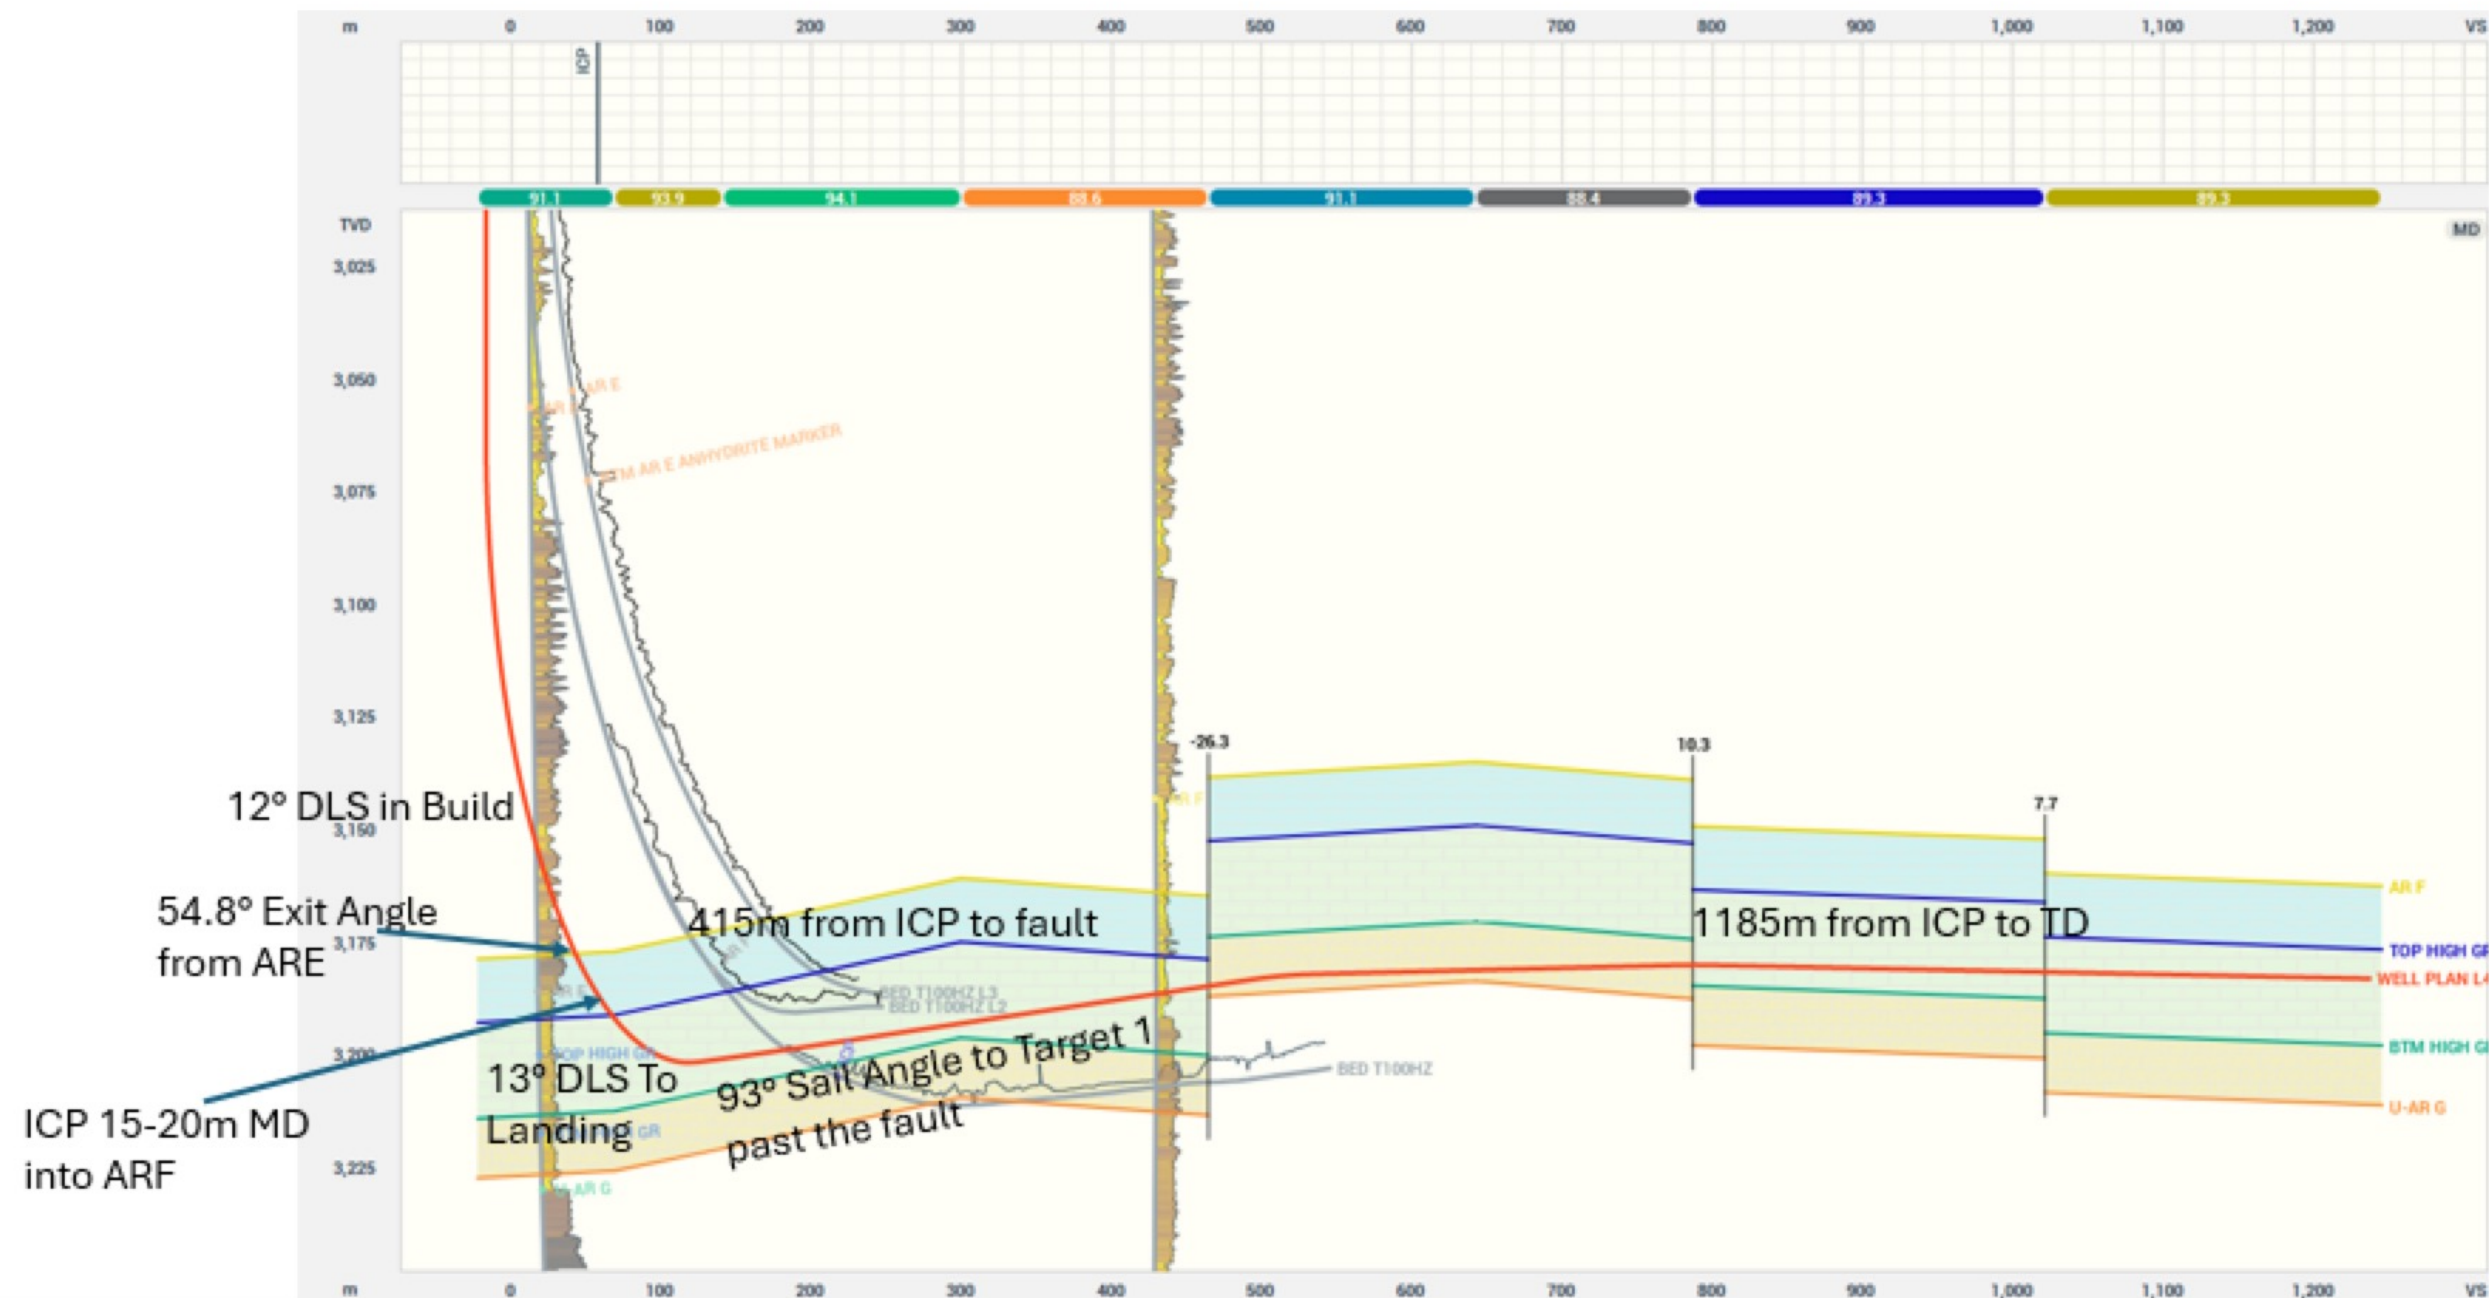 m 0 100 200 300 400 500 600 700 800 900 1,000 1,100 1,200 VS
ICP
91.1 93.9 94.1 88.6 91.1 88.4 89.3 89.3
TVD
MD
3,025
3,050
AR E
BTM AR E ANHYDRITE MARKER
3,075
3,100
3,125
-26.3
10.3
12° DLS in Build
7.7
3,150
AR F
AR F
54.8° Exit Angle
from ARE
415m from ICP to fault
1185m from ICP to TD
3,175
TOP HIGH GR
WELL PLAN L4
BED T100HZ L3
BED T100HZ L2
3,200
TOP HIGH GR
BTM HIGH GR
13° DLS To
Landing
93° Sail Angle to Target 1
past the fault
BED T100HZ
U-AR G
ICP 15-20m MD
into ARF
3,225
U-AR G
m 0 100 200 300 400 500 600 700 800 900 1,000 1,100 1,200 VS